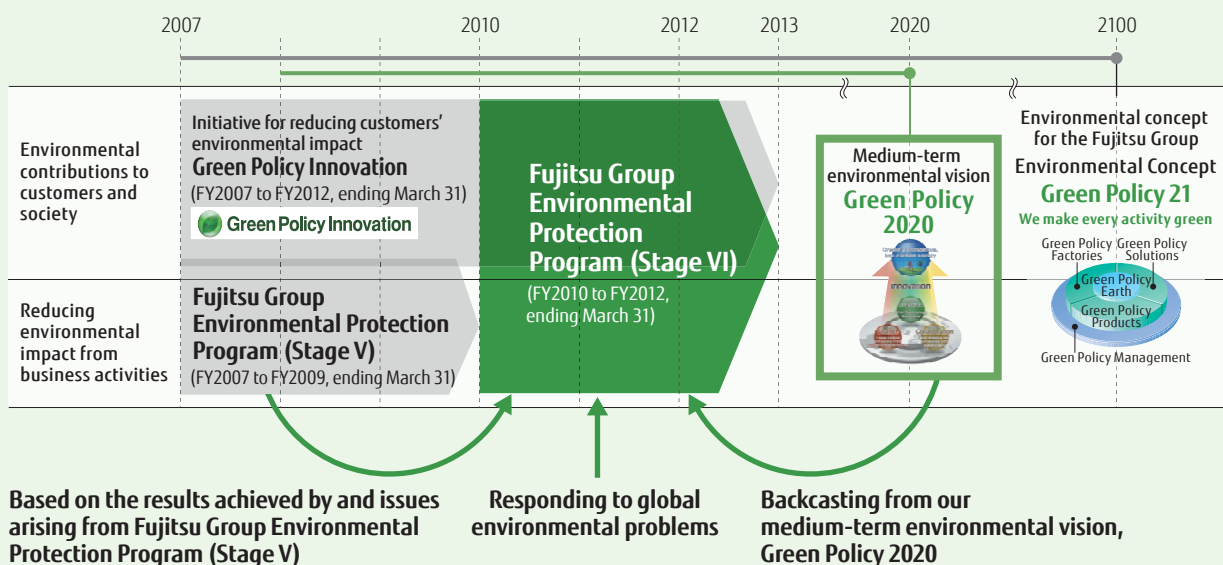 2007
2010
2012
2013
2020
2100
Environmental
contributions to
customers and
society
Initiative for reducing customers'
environmental impact
Green Policy Innovation
(FY2007 to FY2012, ending March 31)
Green Policy Innovation
Reducing
environmental
impact from
business activities
Fujitsu Group
Environmental Protection
Program (Stage V)
(FY2007 to FY2009, ending March 31)
Fujitsu Group
Environmental
Protection
Program (Stage VI)
(FY2010 to FY2012,
ending March 31)
Medium-term
environmental vision
Green Policy
2020
Innovation
Environmental concept
for the Fujitsu Group
Environmental Concept
Green Policy 21
We make every activity green
Green Policy
Factories
Green Policy
Solutions
Green Policy
Earth
Green Policy
Products
Green Policy Management
Based on the results achieved by and issues
arising from Fujitsu Group Environmental
Protection Program (Stage V)
Responding to global
environmental problems
Backcasting from our
medium-term environmental vision,
Green Policy 2020